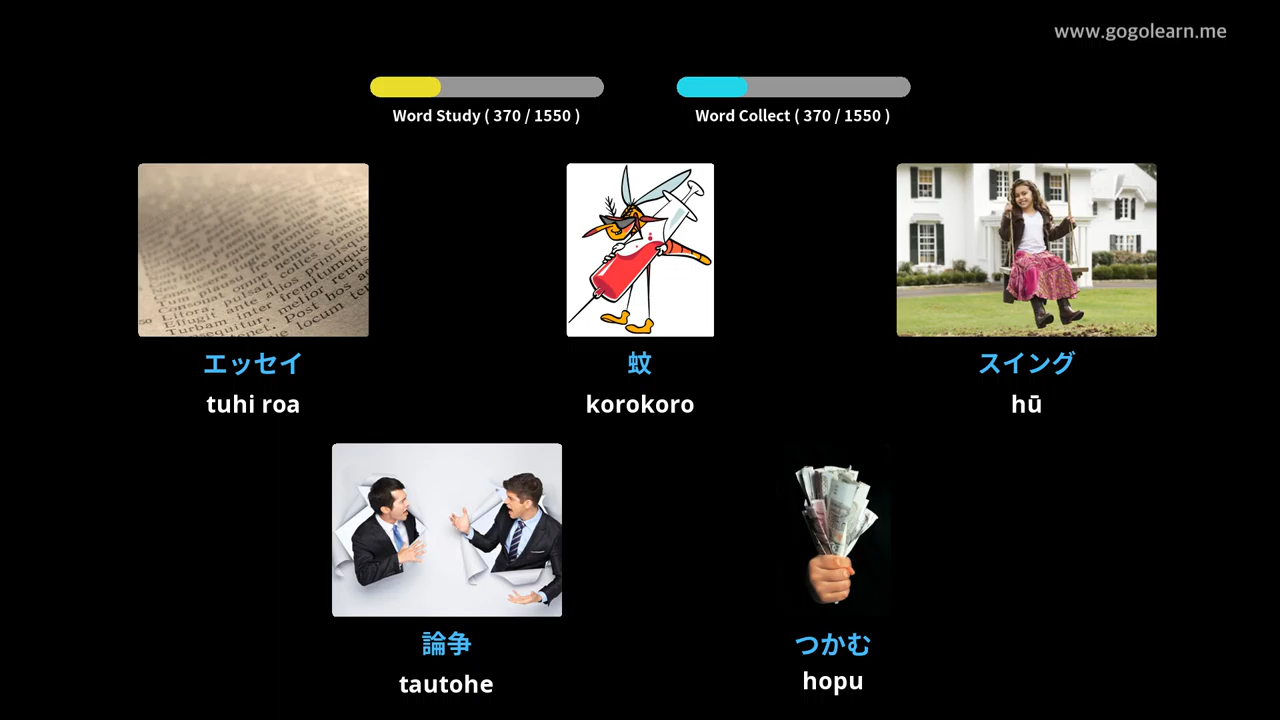 www.gogolearn.me
Word Study ( 370 / 1550 )
Word Collect ( 370 / 1550 )
エッセイ
tuhi roa
蚊
korokoro
スイング
hū
論争
tautohe
つかむ
hopu